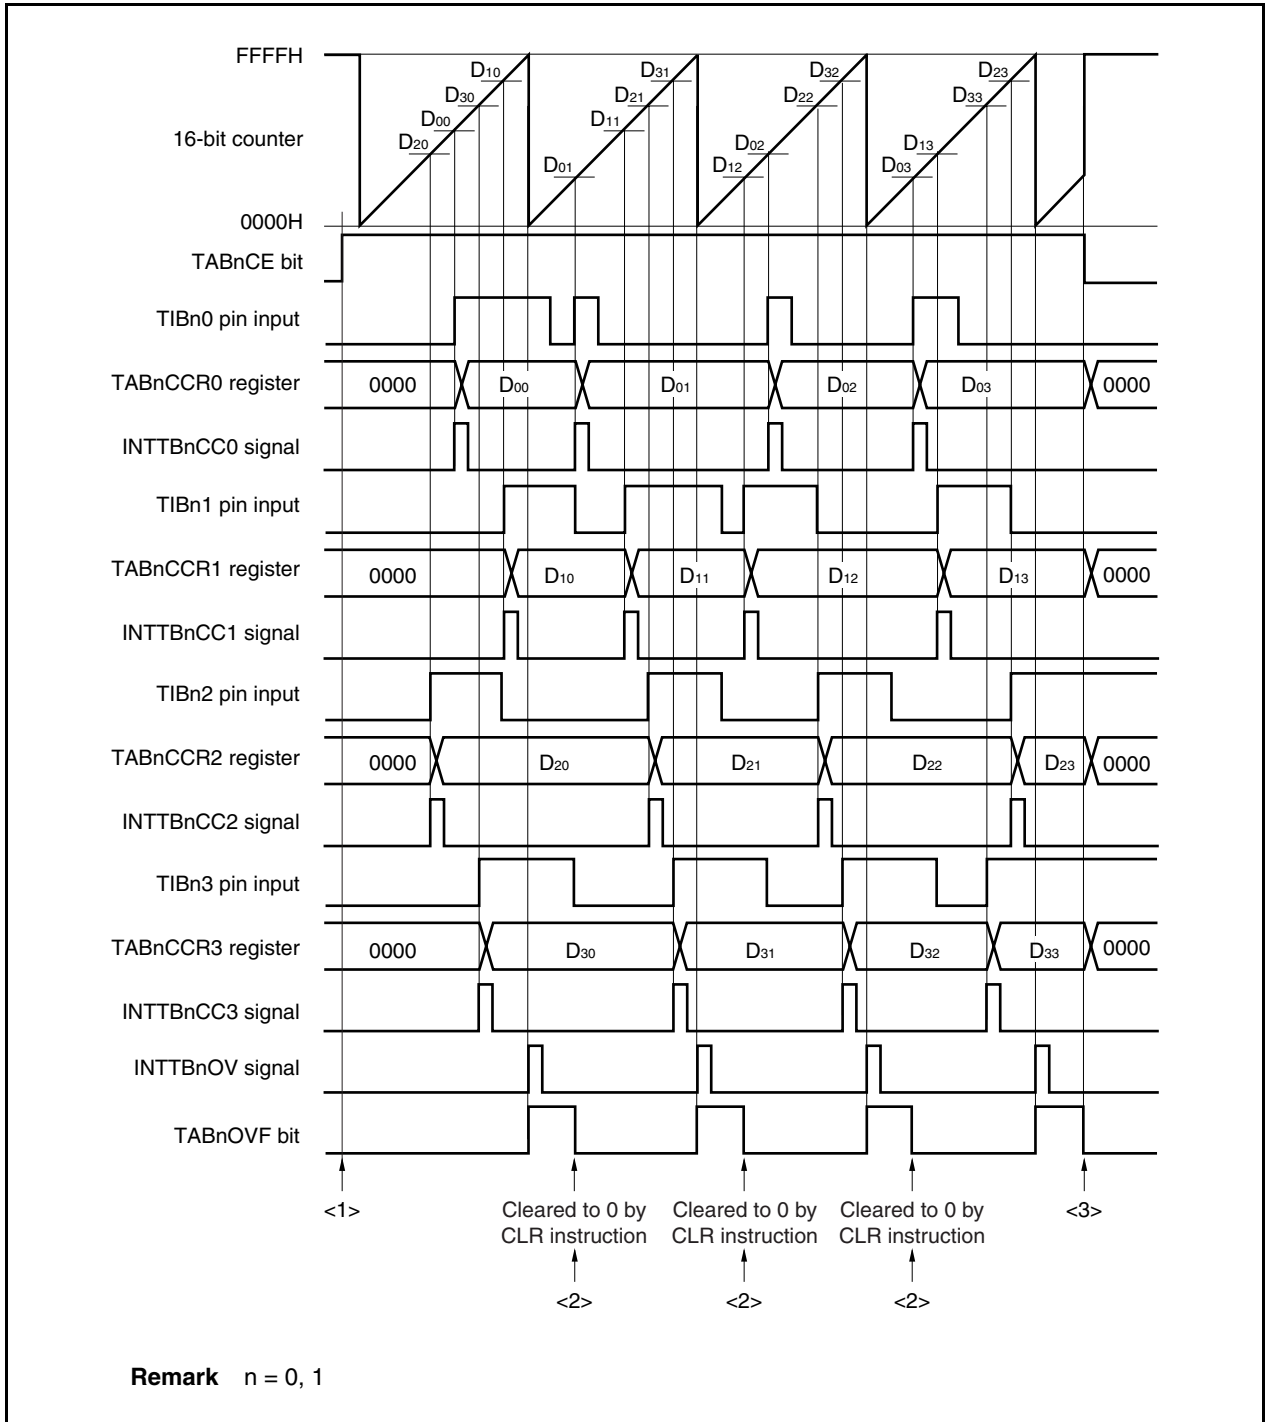 FFFFH
D10 D31 D32 D23
D30 D21 D22 D33
D00 D11
16-bit counter
D20 D02 D13
D01 D12 D03
0000H
TABnCE bit
TIBn0 pin input
TABnCCR0 register 0000 D00 D01 D02 D03 0000
INTTBnCC0 signal
TIBn1 pin input
TABnCCR1 register 0000 D10 D11 D12 D13 0000
INTTBnCC1 signal
TIBn2 pin input
TABnCCR2 register 0000 D20 D21 D22 D23 0000
INTTBnCC2 signal
TIBn3 pin input
TABnCCR3 register 0000 D30 D31 D32 D33 0000
INTTBnCC3 signal
INTTBnOV signal
TABnOVF bit
<1> Cleared to 0 by Cleared to 0 by Cleared to 0 by <3>
CLR instruction CLR instruction CLR instruction
<2> <2> <2>
Remark n = 0, 1